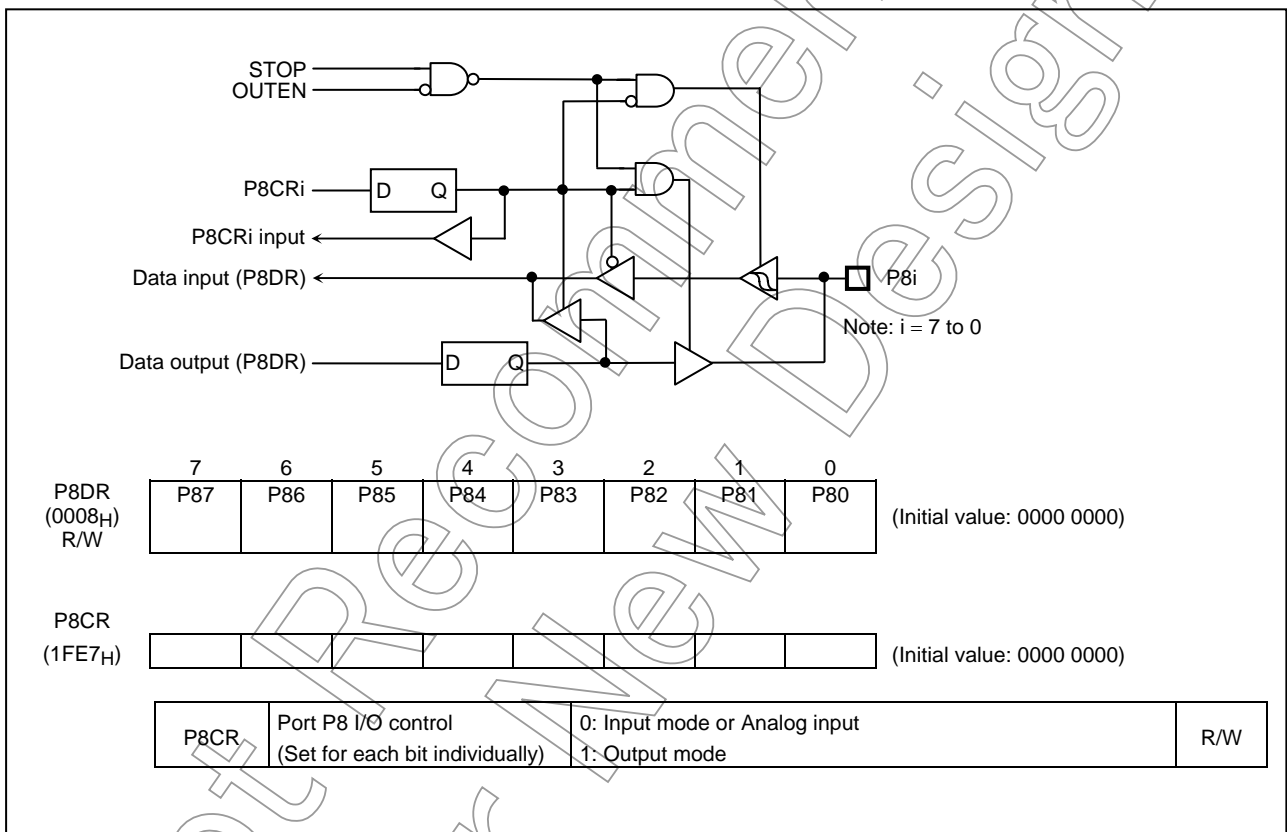 STOP
OUTEN
P8CRi
D Q
P8CRi input
Data input (P8DR)
P8i
Note: i = 7 to 0
Data output (P8DR)
D Q
7 6 5 4 3 2 1 0
P8DR
(0008H)
R/W
P87 P86 P85 P84 P83 P82 P81 P80
(Initial value: 0000 0000)
P8CR
(1FE7H)
(Initial value: 0000 0000)
P8CR
Port P8 I/O control
(Set for each bit individually)
0: Input mode or Analog input
1: Output mode
R/W